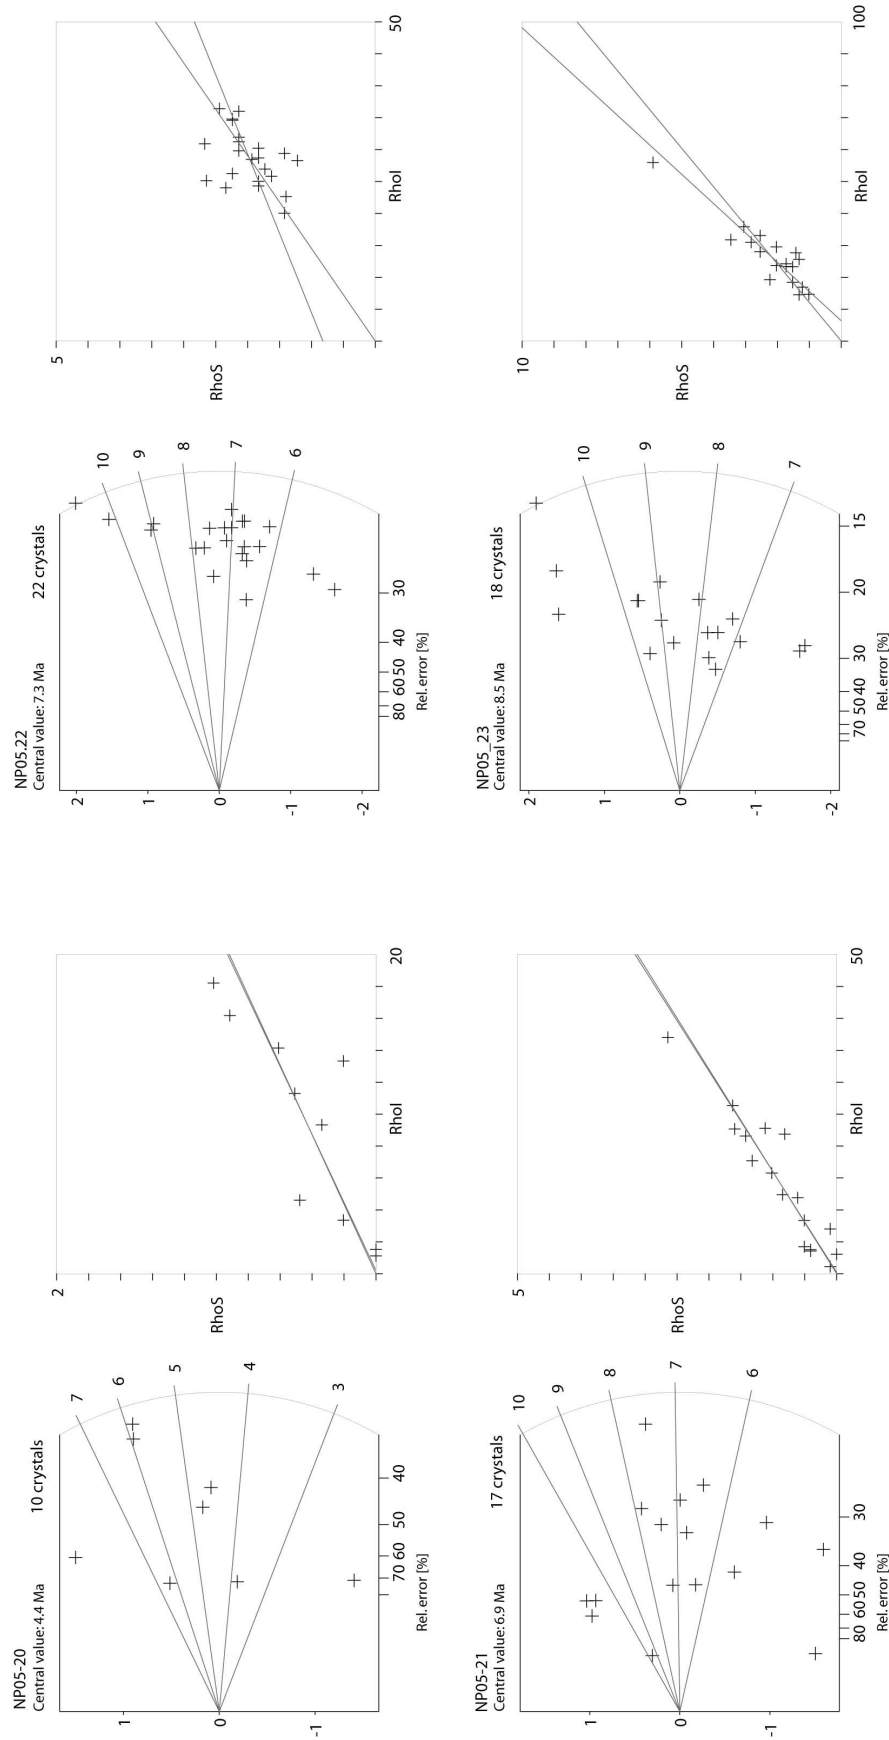 NP05-20
Central value: 4.4 Ma
10 crystals
1
0
-1
7
6
5
4
3
70 60 50 40
Rel. error [%]
2
RhoS
RhoI
20
NP05.22
Central value: 7.3 Ma
22 crystals
2
1
0
-1
-2
10
9
8
7
6
80 60 50 40 30
Rel. error [%]
5
RhoS
RhoI
50
NP05-21
Central value: 6.9 Ma
17 crystals
1
0
-1
10
9
8
7
6
80 60 50 40 30
Rel. error [%]
5
RhoS
RhoI
50
NP05_23
Central value: 8.5 Ma
18 crystals
2
1
0
-1
-2
10
9
8
7
70 50 40 30 20 15
Rel. error [%]
10
RhoS
RhoI
100